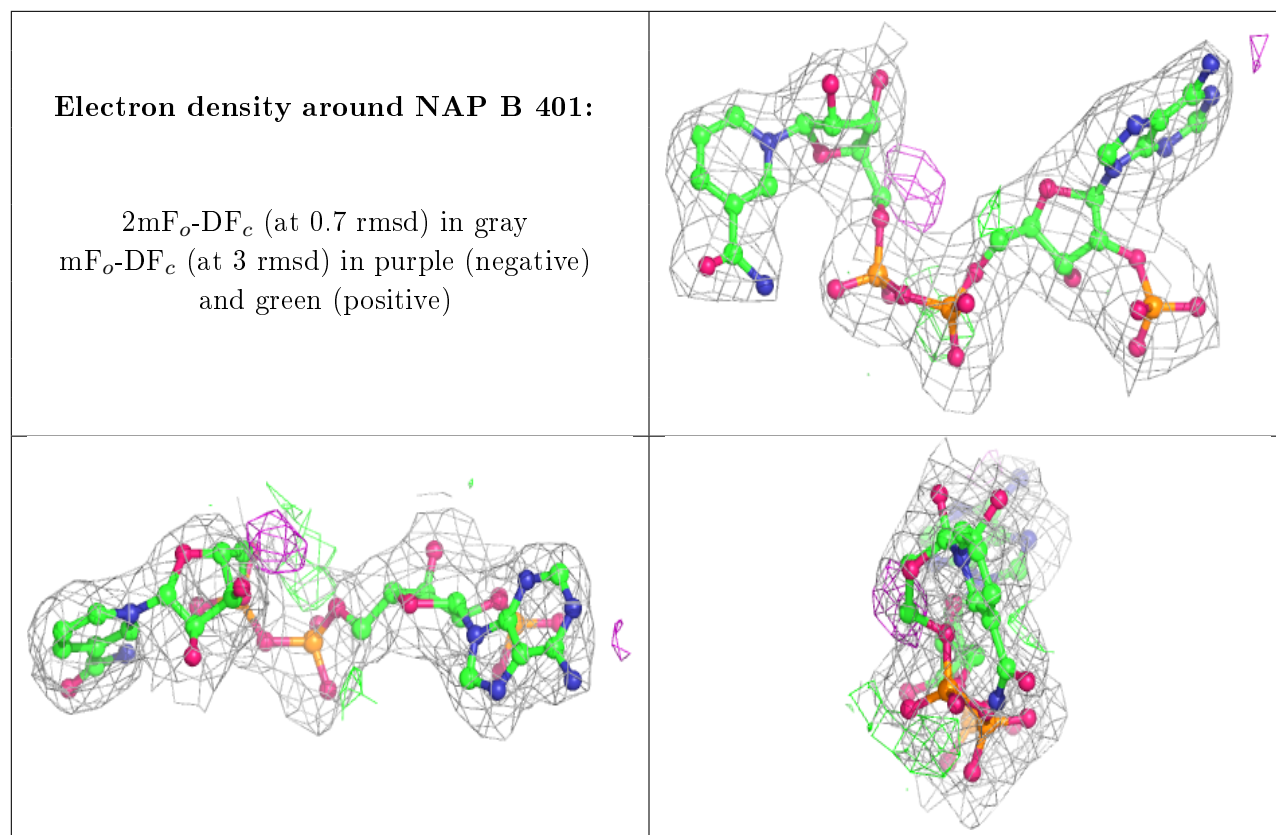 Electron density around NAP B 401:
2mFo-DFc (at 0.7 rmsd) in gray
mFo-DFc (at 3 rmsd) in purple (negative)
and green (positive)